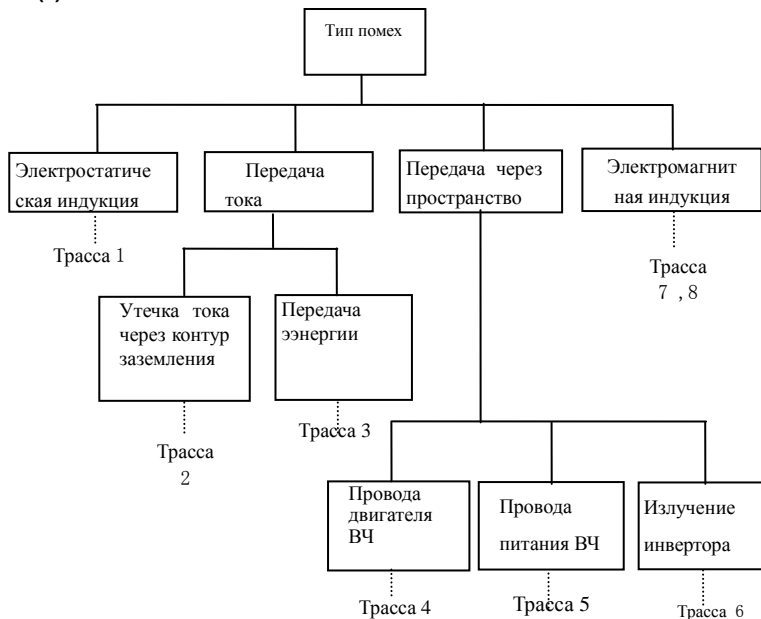 Тип помех
Электростатиче
ская индукция
Передача
тока
Передача через
пространство
Электромагнит
ная индукция
Трасса 1
Трасса
7 , 8
Утечка тока
через контур
заземления
Передача
ээнергии
Трасса
2
Трасса 3
Провода
двигателя
ВЧ
Провода
питания ВЧ
Излучение
инвертора
Трасса 4
Трасса 5
Трасса 6